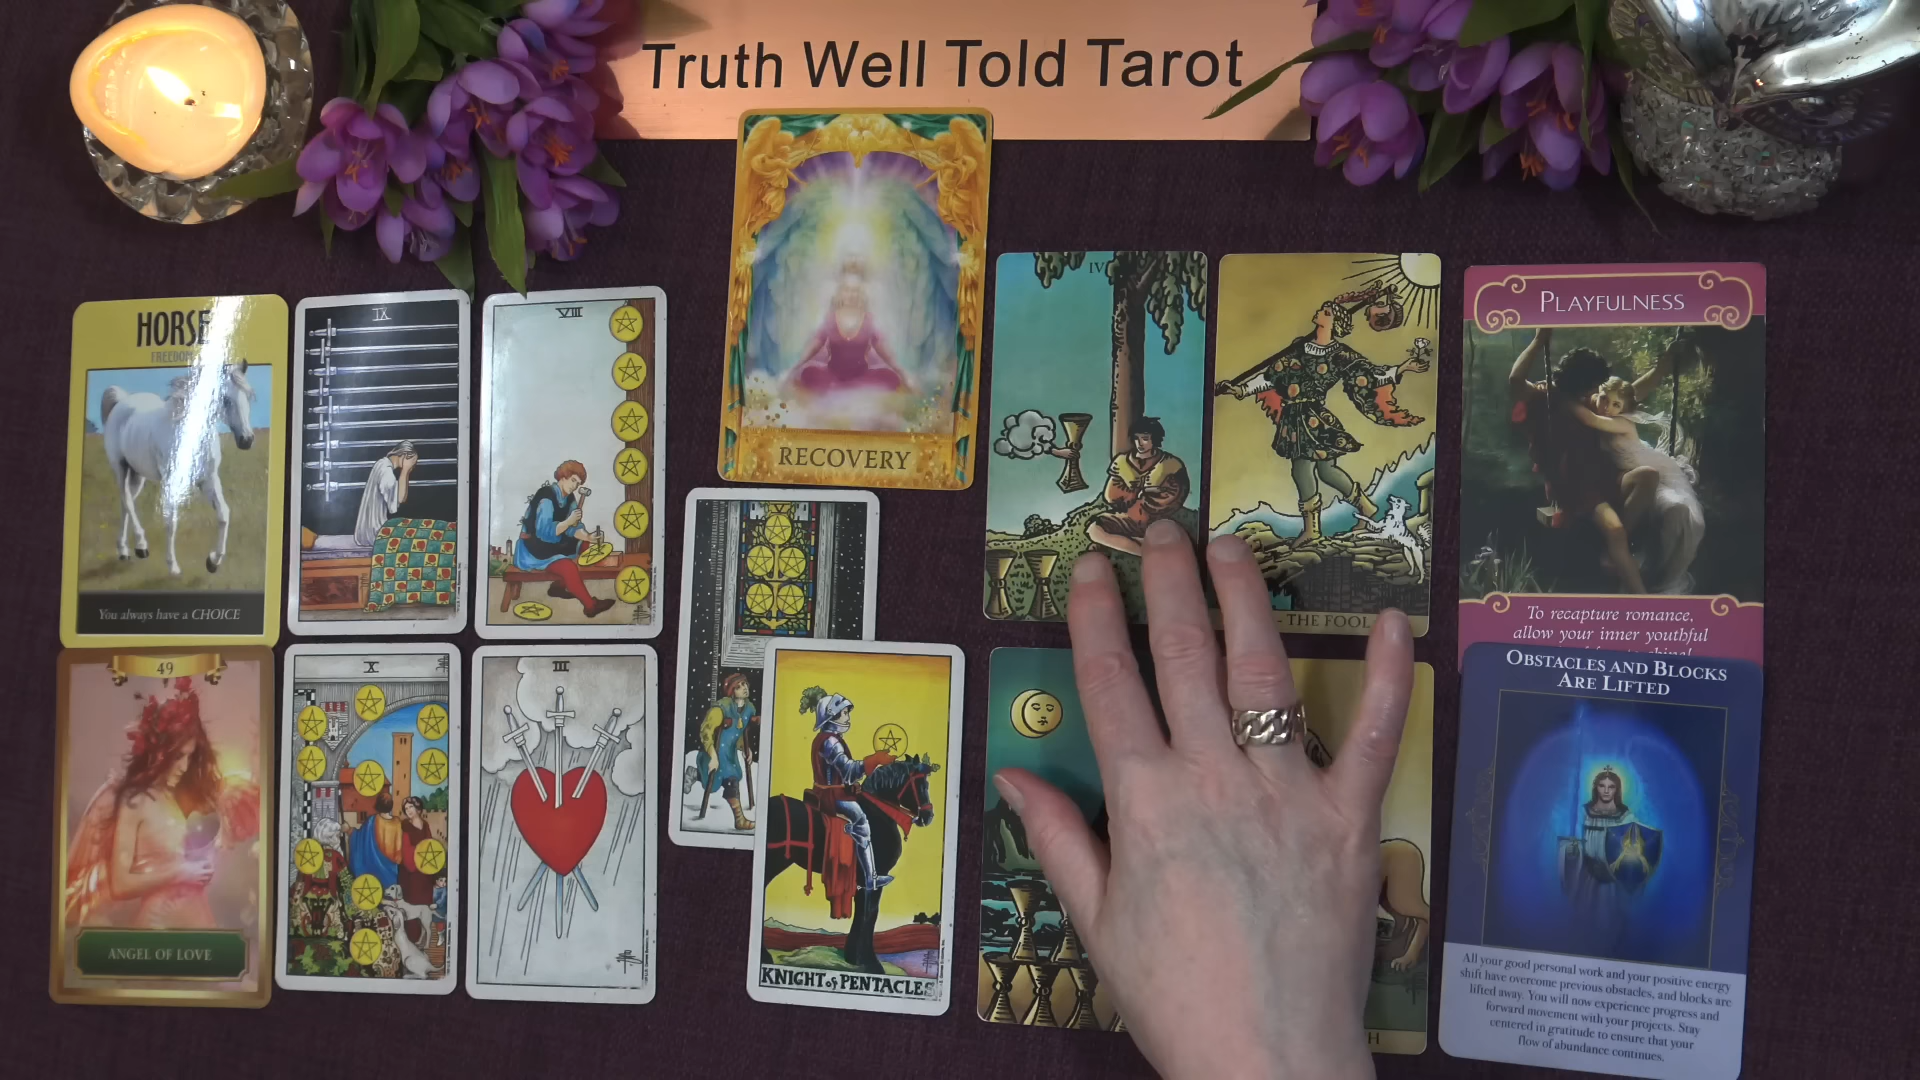 Truth Well Told Tarot
HORSE
FREEDOM
You always have a CHOICE
IX
VIII
RECOVERY
IV
THE FOOL
PLAYFULNESS
To recapture romance,
allow your inner youthful
49
ANGEL OF LOVE
X
III
KNIGHT of PENTACLES
TH
OBSTACLES AND BLOCKS
ARE LIFTED
All your good personal work and your positive energy
shift have overcome previous obstacles, and blocks are
lifted away. You will now experience progress and
forward movement with your projects. Stay
centered in gratitude to ensure that your
flow of abundance continues.